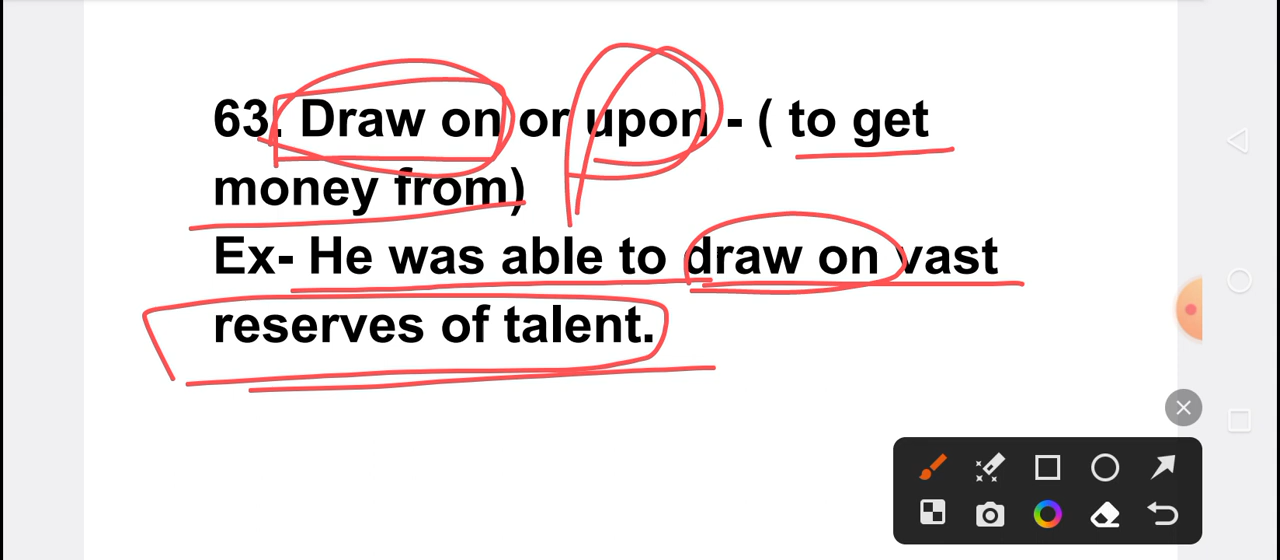 63. Draw on or upon - ( to get
money from)
Ex- He was able to draw on vast
reserves of talent.